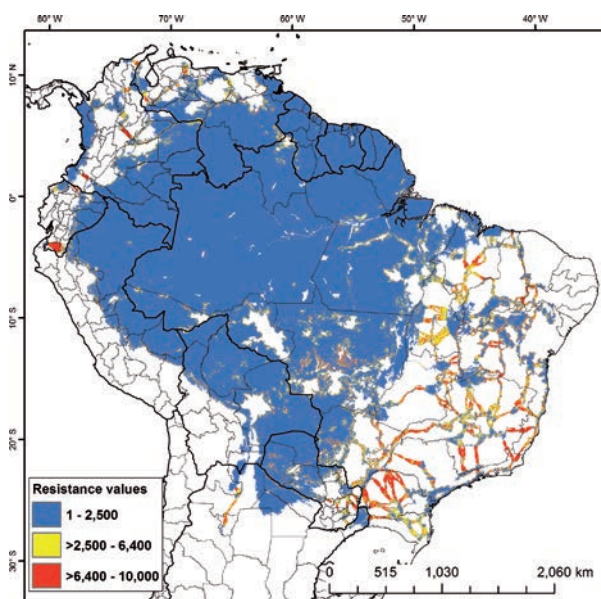 80°W 70°W 60°W 50°W 40°W
10°N
0°
10°S
20°S
30°S
Resistance values
1 - 2,500
>2,500 - 6,400
>6,400 - 10,000
0 515 1,030 2,060 km